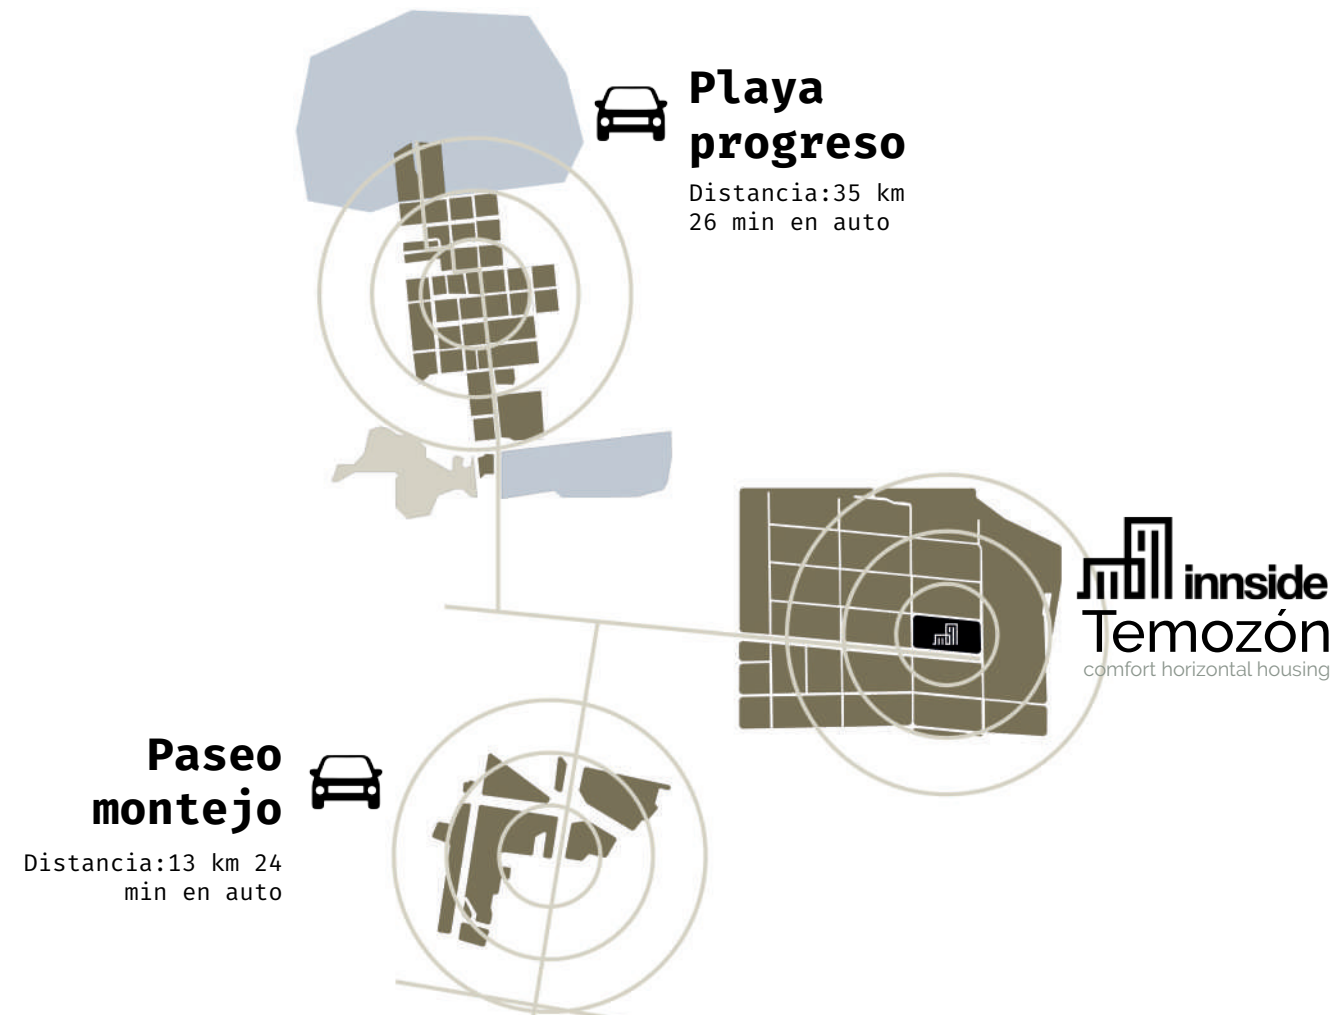 Playa
progreso
Distancia:35 km
26 min en auto
innside
Temozón
comfort horizontal housing
Paseo
montejo
Distancia:13 km 24
min en auto